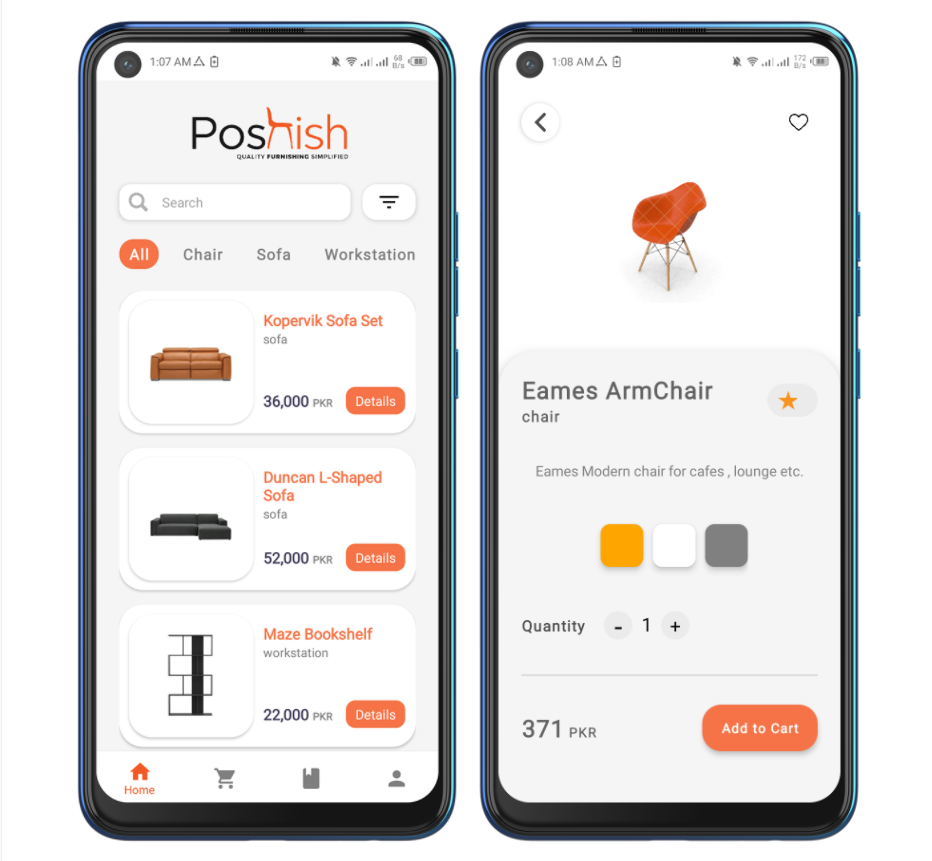 1:07 AM
68
B/s
Poshish
QUALITY FURNISHING SIMPLIFIED
Search
All Chair Sofa Workstation
Kopervik Sofa Set
sofa
36,000 PKR Details
Duncan L-Shaped
Sofa
sofa
52,000 PKR Details
Maze Bookshelf
workstation
22,000 PKR Details
Home
1:08 AM
172
B/s
Eames ArmChair
chair
Eames Modern chair for cafes , lounge etc.
Quantity - 1 +
371 PKR Add to Cart